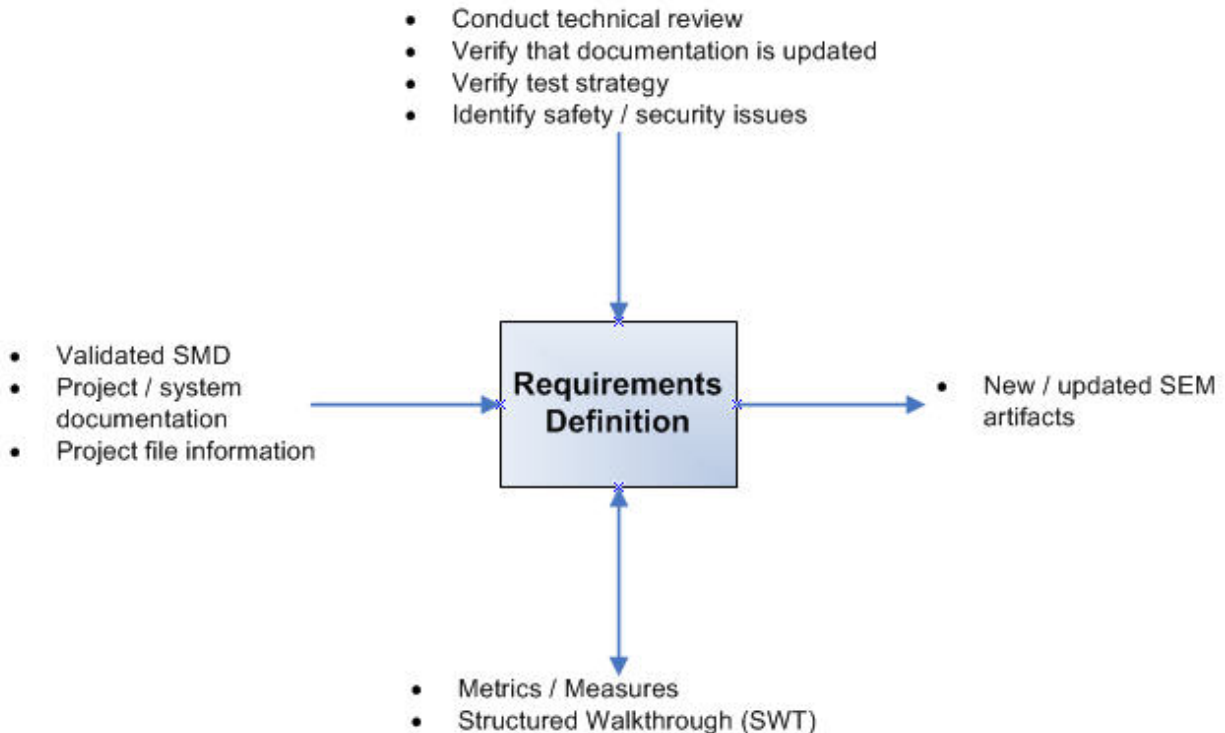 • Conduct technical review
• Verify that documentation is updated
• Verify test strategy
• Identify safety / security issues
• Validated SMD
• Project / system
documentation
• Project file information
Requirements
Definition
• New / updated SEM
artifacts
• Metrics / Measures
• Structured Walkthrough (SWT)